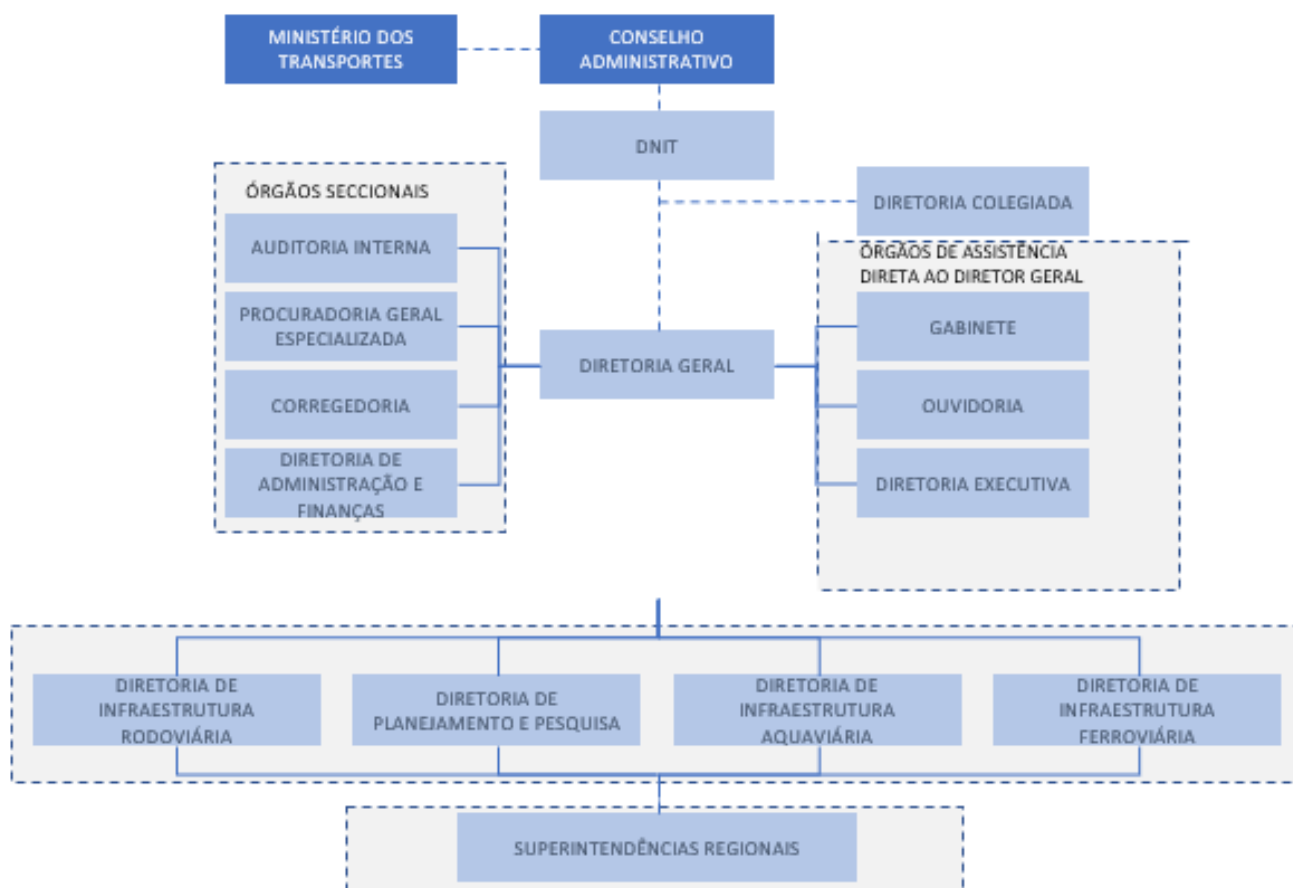 MINISTÉRIO DOS
TRANSPORTES
CONSELHO
ADMINISTRATIVO
DNIT
ÓRGÃOS SECCIONAIS
AUDITORIA INTERNA
PROCURADORIA GERAL
ESPECIALIZADA
CORREGEDORIA
DIRETORIA DE
ADMINISTRAÇÃO E
FINANÇAS
DIRETORIA GERAL
DIRETORIA COLEGIADA
ÓRGÃOS DE ASSISTÊNCIA
DIRETA AO DIRETOR GERAL
GABINETE
OUVIDORIA
DIRETORIA EXECUTIVA
DIRETORIA DE
INFRAESTRUTURA
RODOVIÁRIA
DIRETORIA DE
PLANEJAMENTO E PESQUISA
DIRETORIA DE
INFRAESTRUTURA
AQUAVIÁRIA
DIRETORIA DE
INFRAESTRUTURA
FERROVIÁRIA
SUPERINTENDÊNCIAS REGIONAIS